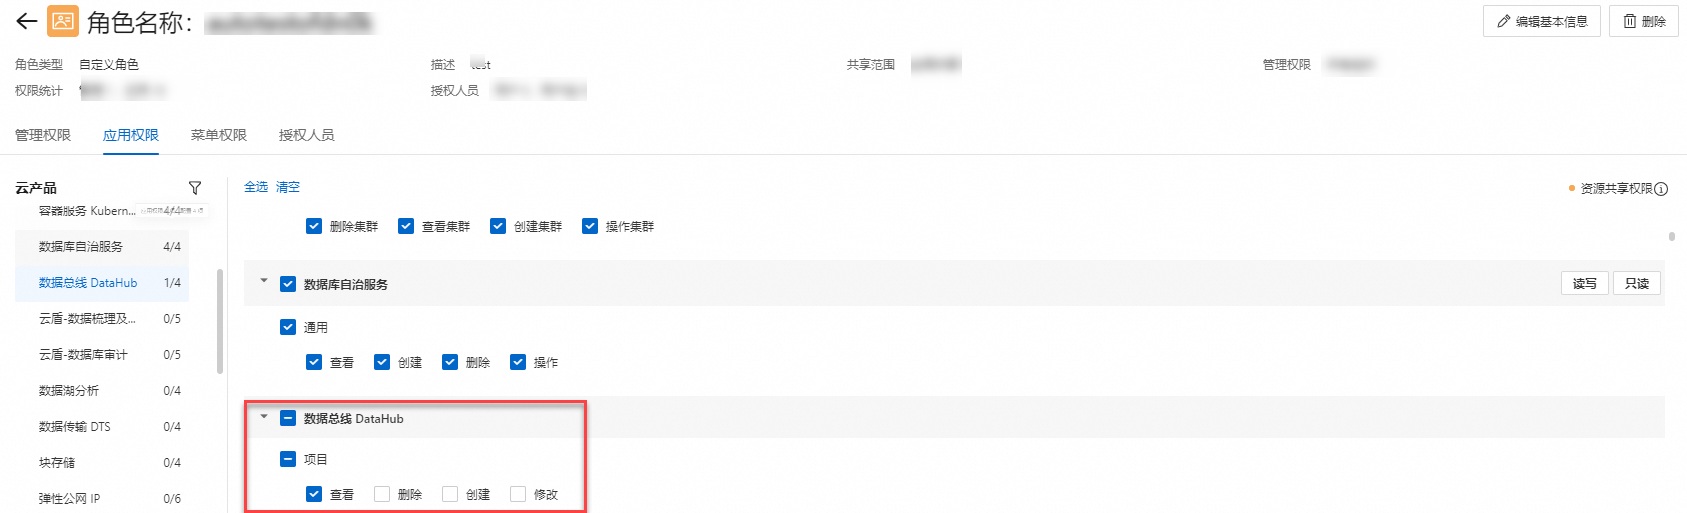 角色名称：
编辑基本信息 删除
角色类型 自定义角色 描述 共享范围 管理权限
权限统计 授权人员
管理权限 应用权限 菜单权限 授权人员
云产品 全选 清空 资源共享权限
容器服务 Kubern... 4/4
删除集群 查看集群 创建集群 操作集群
数据库自治服务 4/4
数据总线 DataHub 1/4
数据库自治服务 读写 只读
云盾-数据梳理及... 0/5
通用
云盾-数据库审计 0/5
查看 创建 删除 操作
数据湖分析 0/4
数据传输 DTS 0/4
数据总线 DataHub
块存储 0/4
项目
弹性公网 IP 0/6
查看 删除 创建 修改